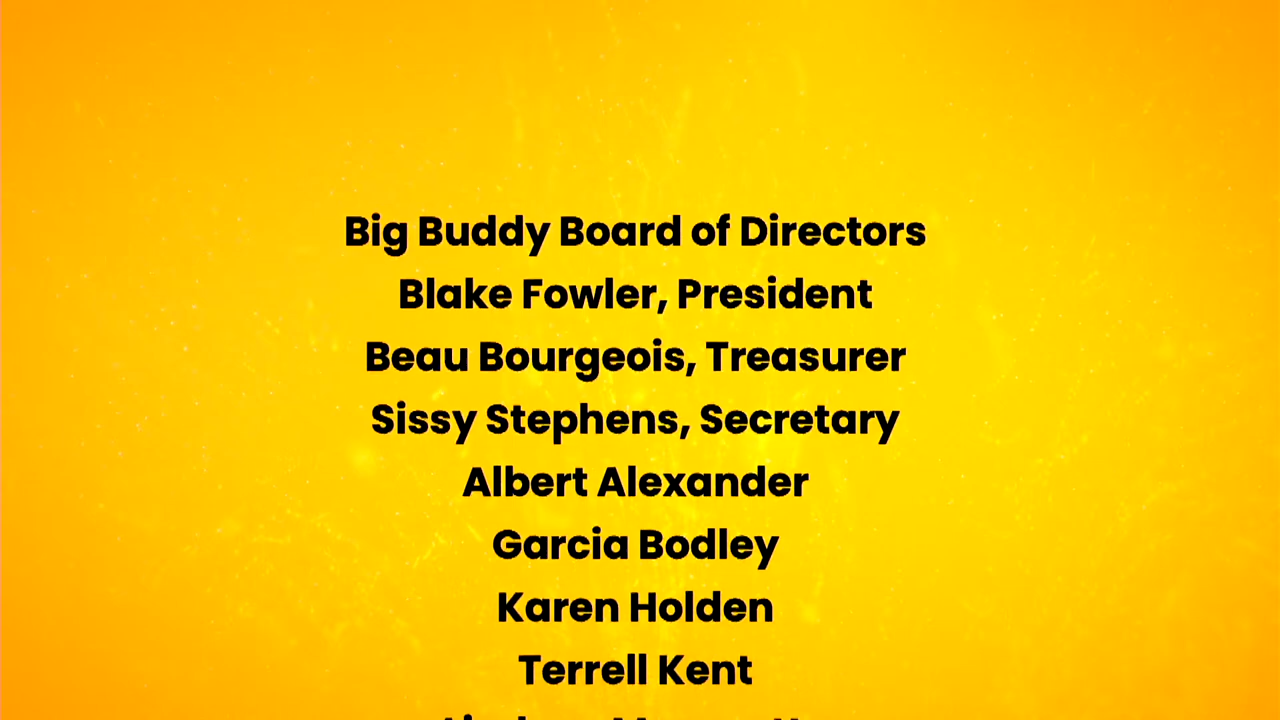 Big Buddy Board of Directors
Blake Fowler, President
Beau Bourgeois, Treasurer
Sissy Stephens, Secretary
Albert Alexander
Garcia Bodley
Karen Holden
Terrell Kent